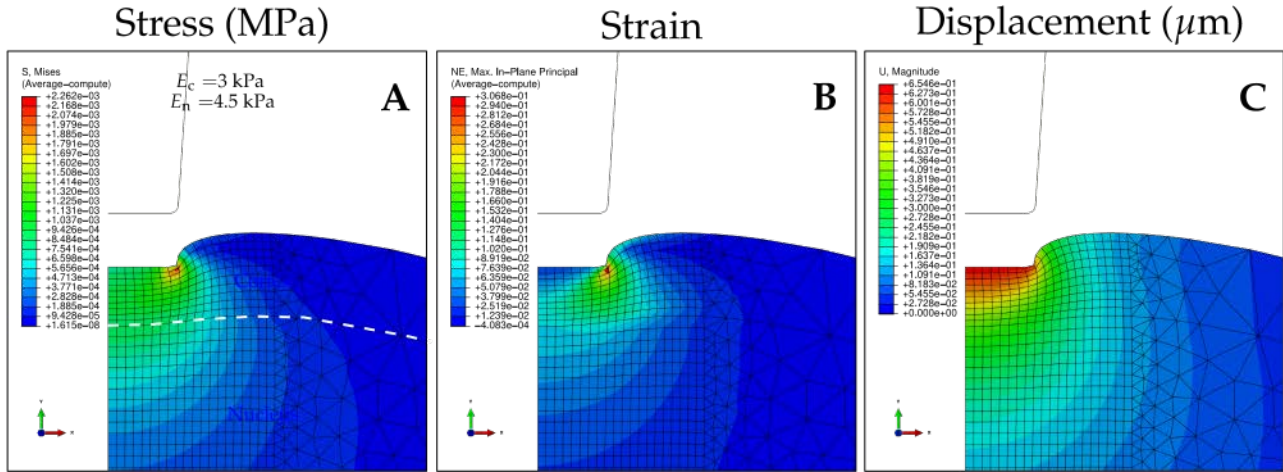 Stress (MPa)
Strain
Displacement (µm)
S, Mises
(Average-compute)
+2.262e-03
+2.168e-03
+2.074e-03
+1.979e-03
+1.885e-03
+1.791e-03
+1.697e-03
+1.602e-03
+1.508e-03
+1.414e-03
+1.320e-03
+1.225e-03
+1.131e-03
+1.037e-03
+9.426e-04
+8.484e-04
+7.541e-04
+6.598e-04
+5.656e-04
+4.713e-04
+3.771e-04
+2.828e-04
+1.885e-04
+9.428e-05
+1.615e-08
E_c =3 kPa
E_n =4.5 kPa
A
Y
X
NE, Max. In-Plane Principal
(Average-compute)
+3.068e-01
+2.940e-01
+2.812e-01
+2.684e-01
+2.556e-01
+2.428e-01
+2.300e-01
+2.172e-01
+2.044e-01
+1.916e-01
+1.788e-01
+1.660e-01
+1.532e-01
+1.404e-01
+1.276e-01
+1.148e-01
+1.020e-01
+8.919e-02
+7.639e-02
+6.359e-02
+5.079e-02
+3.799e-02
+2.519e-02
+1.239e-02
-4.083e-04
B
Y
X
U, Magnitude
+6.546e-01
+6.273e-01
+6.001e-01
+5.728e-01
+5.455e-01
+5.182e-01
+4.910e-01
+4.637e-01
+4.364e-01
+4.091e-01
+3.819e-01
+3.546e-01
+3.273e-01
+3.000e-01
+2.728e-01
+2.455e-01
+2.182e-01
+1.909e-01
+1.637e-01
+1.364e-01
+1.091e-01
+8.183e-02
+5.455e-02
+2.728e-02
+0.000e+00
C
Y
X